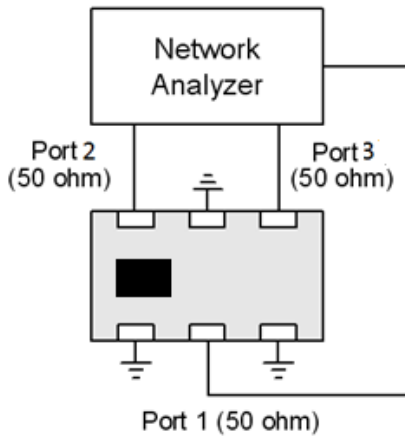 Network
Analyzer
Port 2
(50 ohm)
Port 3
(50 ohm)
Port 1 (50 ohm)